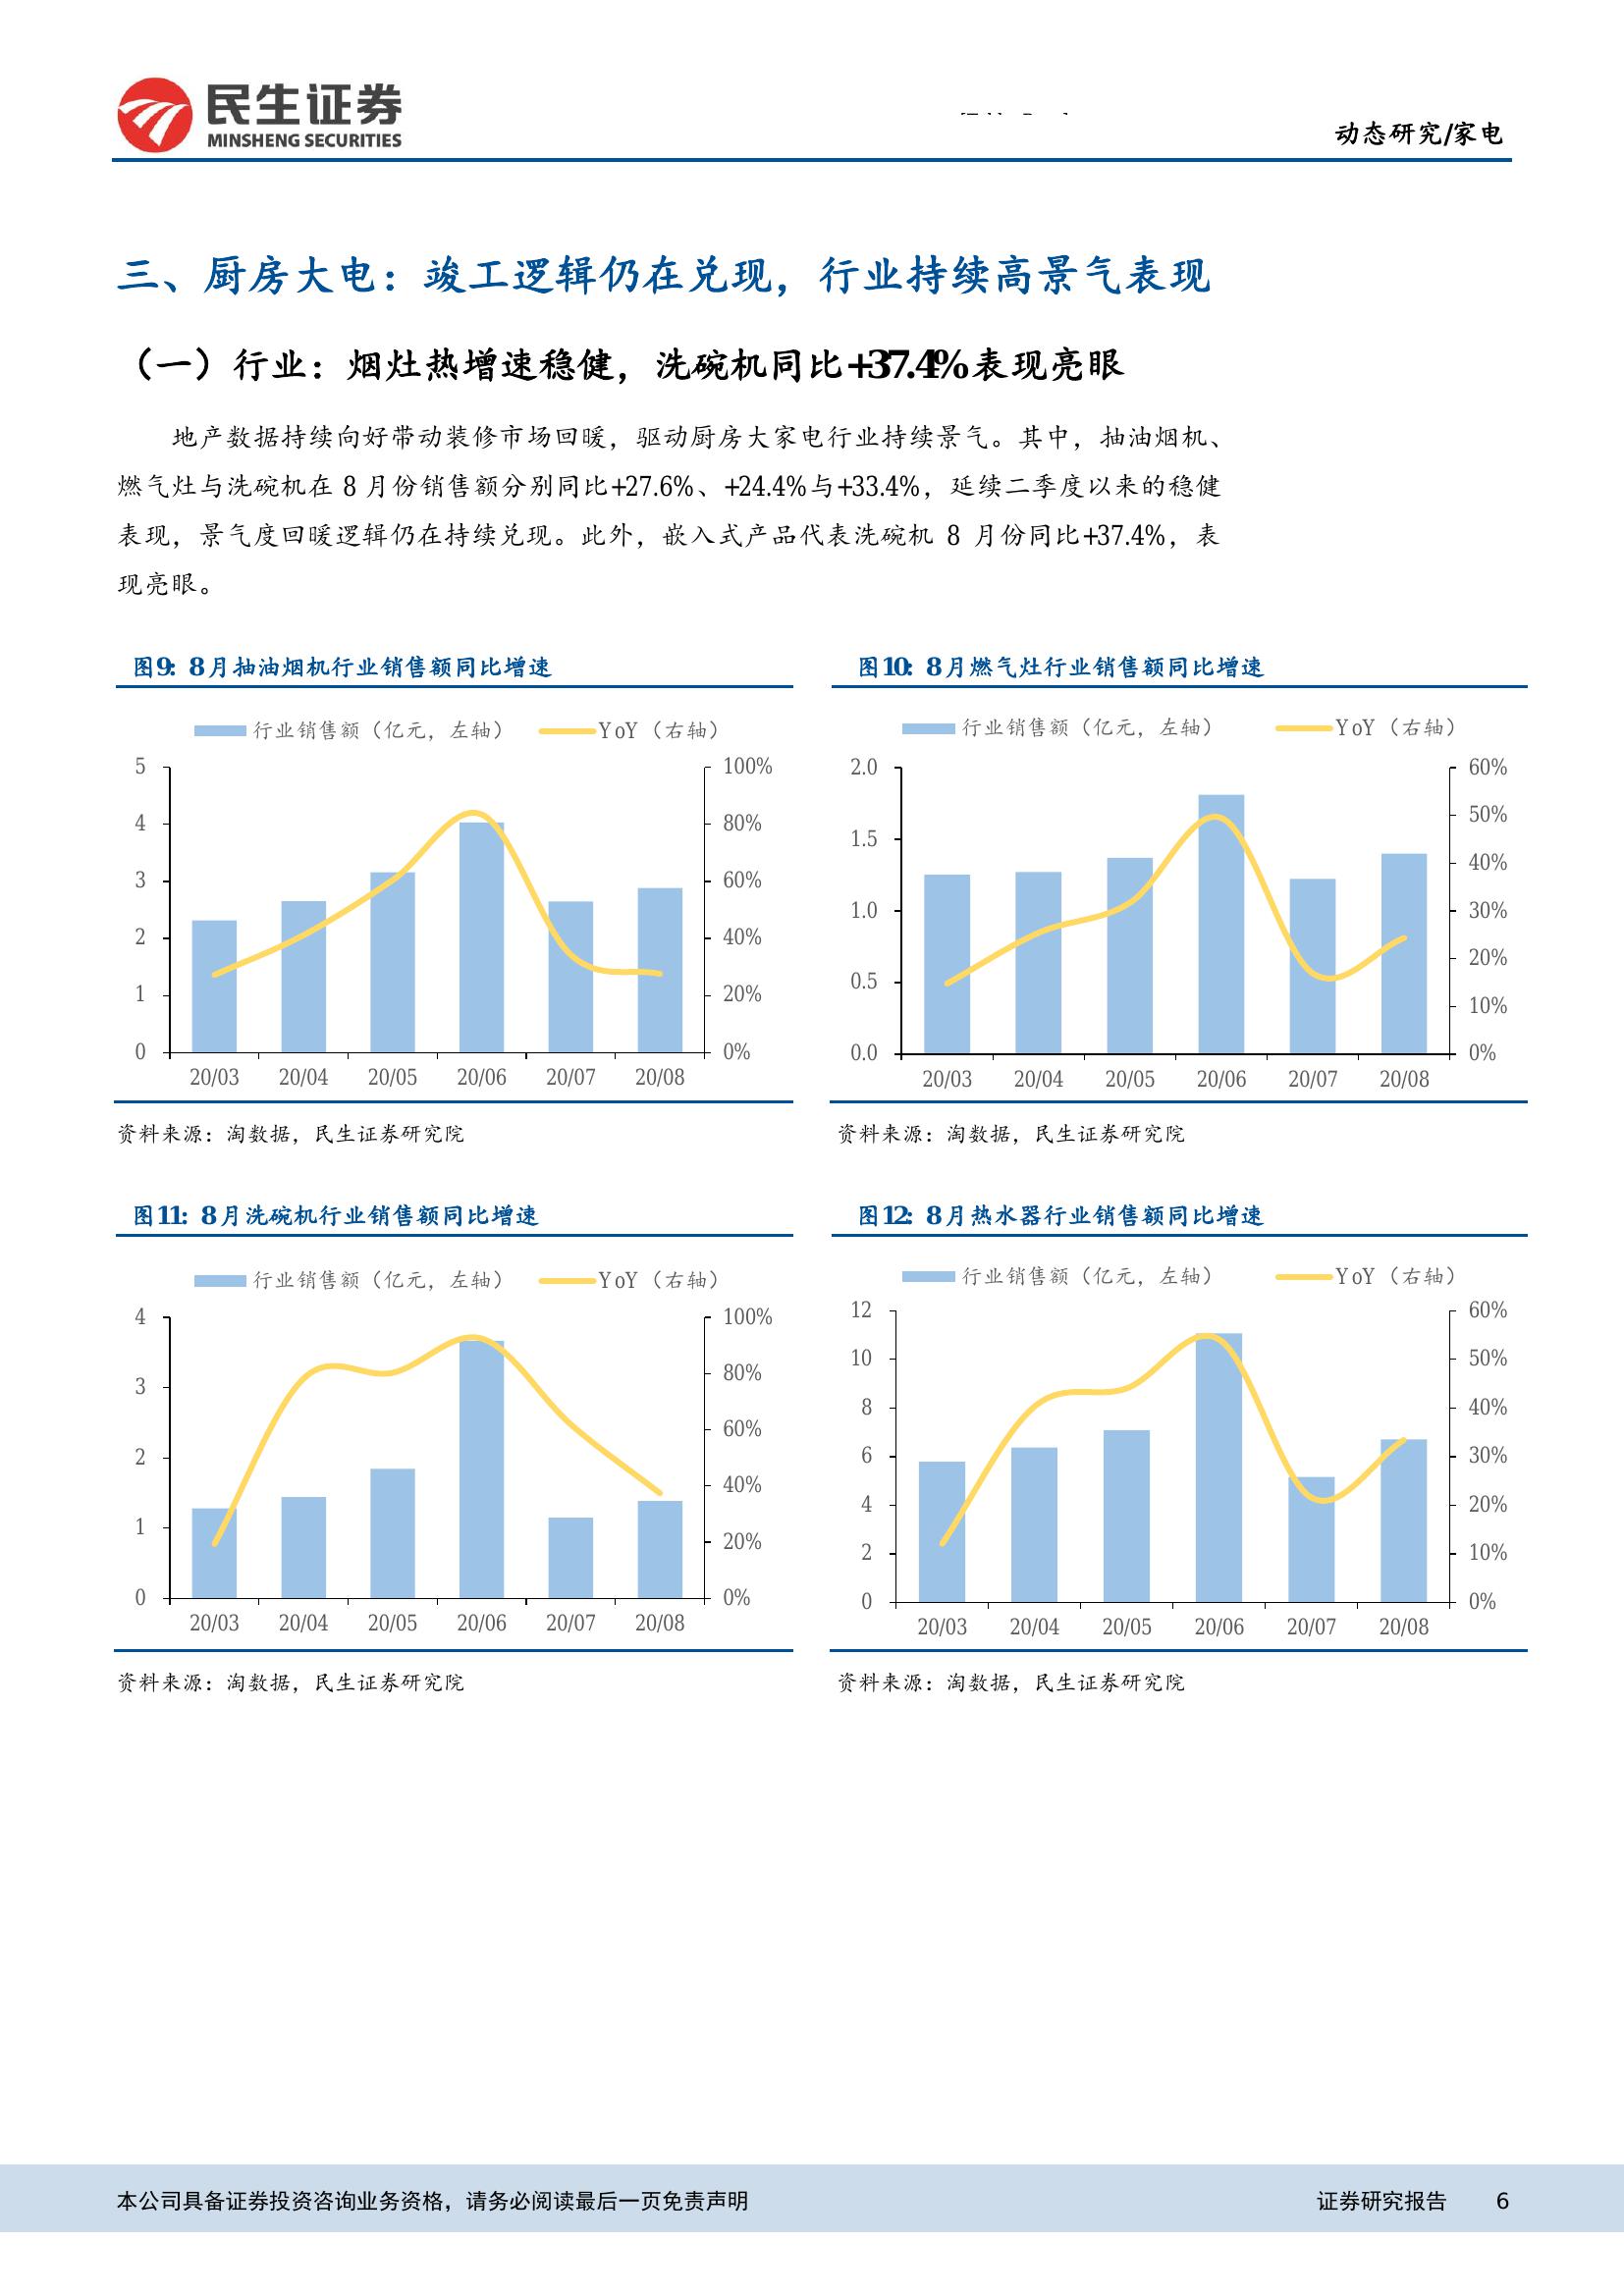 民生证券
MINSHENG SECURITIES
动态研究/家电
三、厨房大电：竣工逻辑仍在兑现，行业持续高景气表现
（一）行业：烟灶热增速稳健，洗碗机同比+37.4%表现亮眼
地产数据持续向好带动装修市场回暖，驱动厨房大家电行业持续景气。其中，抽油烟机、
燃气灶与洗碗机在 8 月份销售额分别同比+27.6%、+24.4%与+33.4%，延续二季度以来的稳健
表现，景气度回暖逻辑仍在持续兑现。此外，嵌入式产品代表洗碗机 8 月份同比+37.4%，表
现亮眼。
图9: 8月抽油烟机行业销售额同比增速
行业销售额（亿元，左轴） YoY（右轴）
5 100%
4 80%
3 60%
2 40%
1 20%
0 0%
20/03 20/04 20/05 20/06 20/07 20/08
资料来源：淘数据，民生证券研究院
图10: 8月燃气灶行业销售额同比增速
行业销售额（亿元，左轴） YoY（右轴）
2.0 60%
50%
1.5 40%
1.0 30%
20%
0.5 10%
0.0 0%
20/03 20/04 20/05 20/06 20/07 20/08
资料来源：淘数据，民生证券研究院
图11: 8月洗碗机行业销售额同比增速
行业销售额（亿元，左轴） YoY（右轴）
4 100%
3 80%
60%
2 40%
1 20%
0 0%
20/03 20/04 20/05 20/06 20/07 20/08
资料来源：淘数据，民生证券研究院
图12: 8月热水器行业销售额同比增速
行业销售额（亿元，左轴） YoY（右轴）
12 60%
10 50%
8 40%
6 30%
4 20%
2 10%
0 0%
20/03 20/04 20/05 20/06 20/07 20/08
资料来源：淘数据，民生证券研究院
本公司具备证券投资咨询业务资格，请务必阅读最后一页免责声明 证券研究报告 6